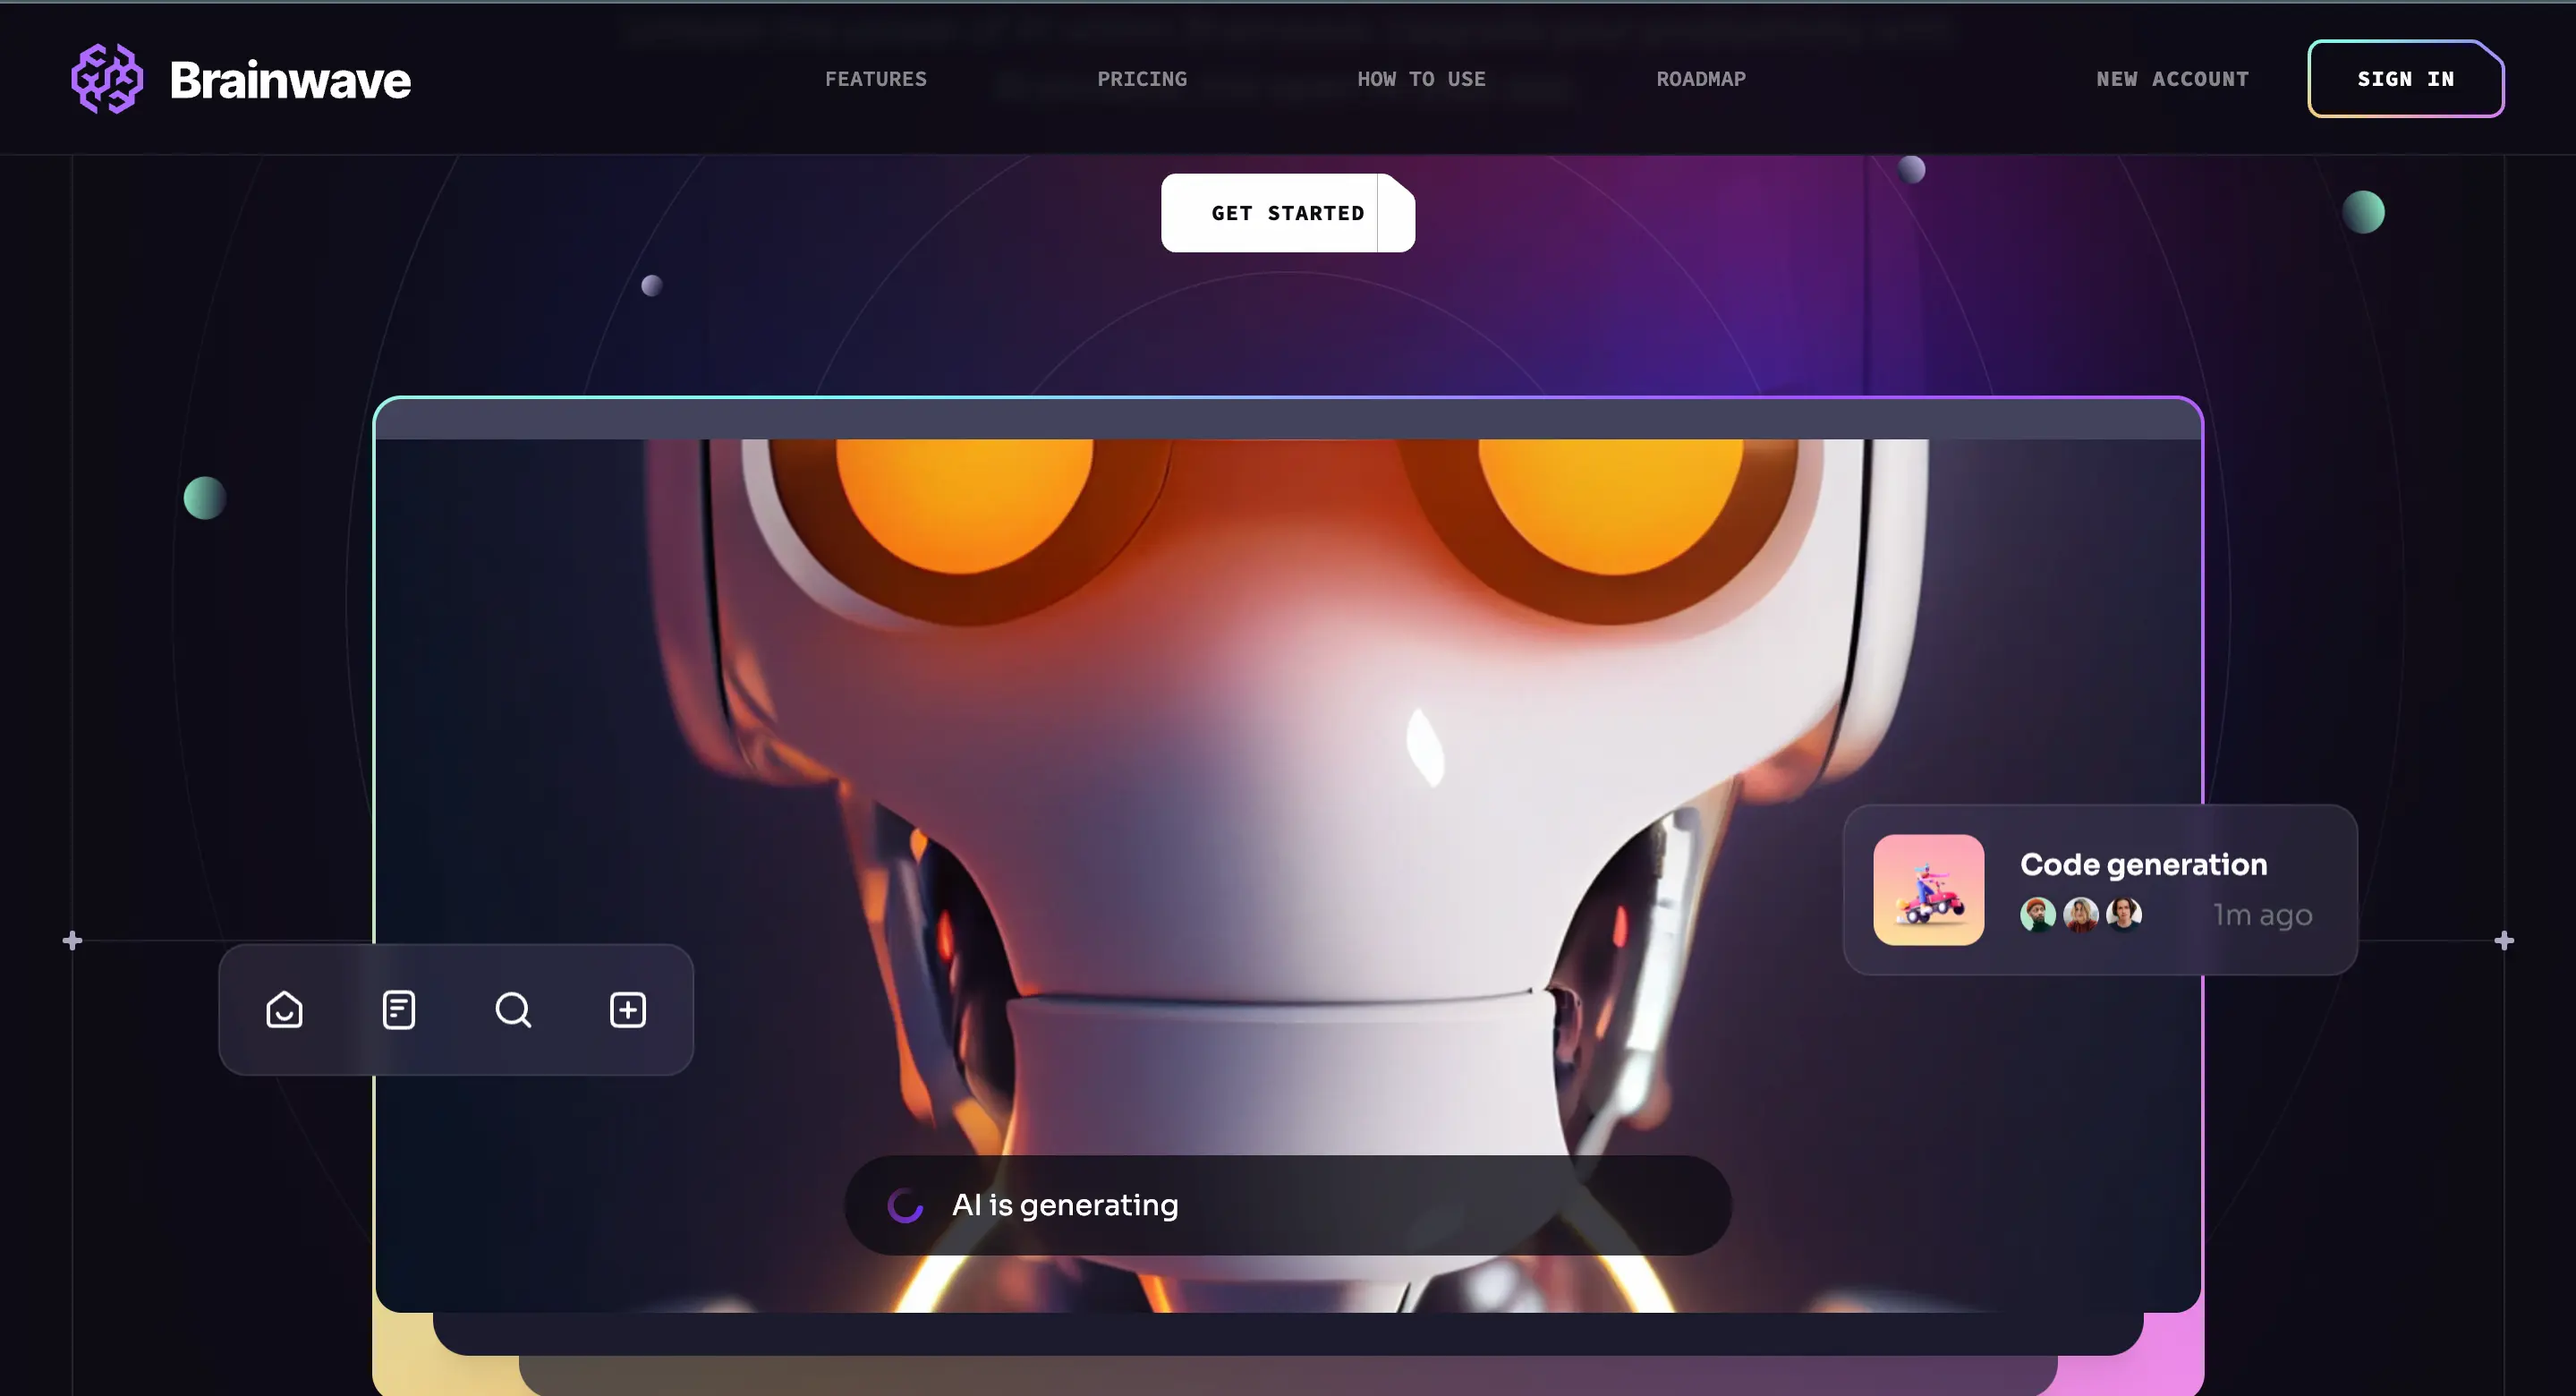 Brainwave
FEATURES
PRICING
HOW TO USE
ROADMAP
NEW ACCOUNT
SIGN IN
GET STARTED
Code generation
1m ago
AI is generating